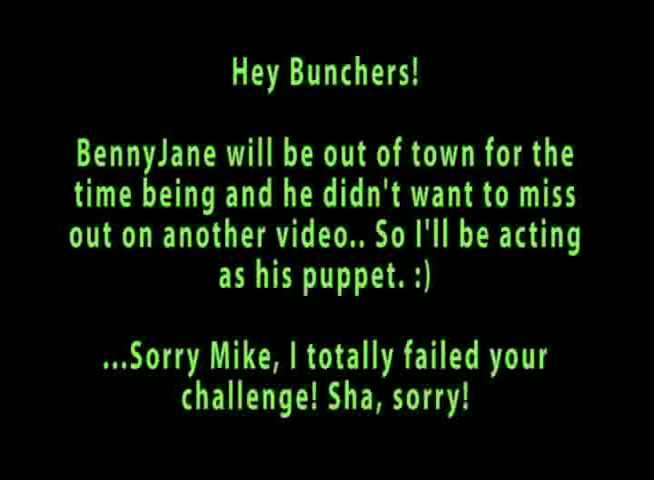 Hey Bunchers!
BennyJane will be out of town for the
time being and he didn't want to miss
out on another video.. So I'll be acting
as his puppet. :)
...Sorry Mike, I totally failed your
challenge! Sha, sorry!